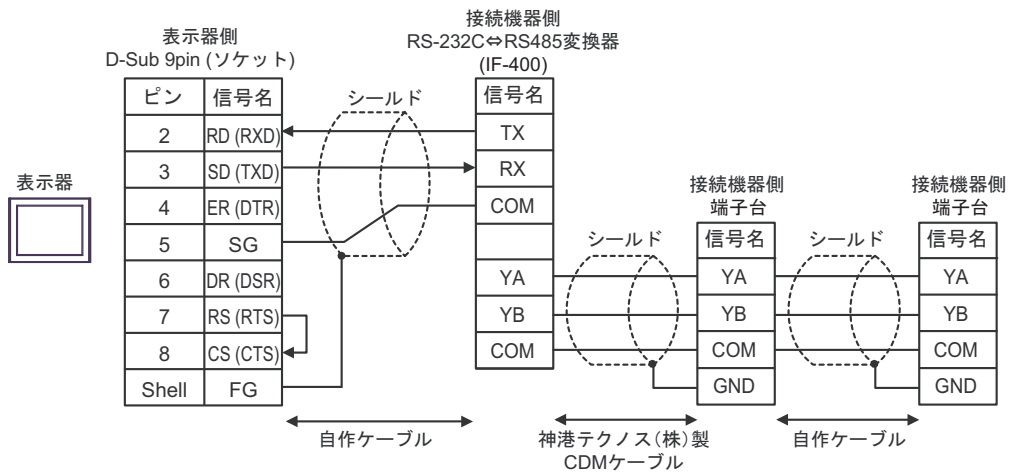 表示器
表示器側
D-Sub 9pin (ソケット)
ピン 信号名
2 RD (RXD)
3 SD (TXD)
4 ER (DTR)
5 SG
6 DR (DSR)
7 RS (RTS)
8 CS (CTS)
Shell FG
シールド
自作ケーブル
接続機器側
RS-232C⇔RS485変換器
(IF-400)
信号名
TX
RX
COM
YA
YB
COM
シールド
神港テクノス(株)製
CDMケーブル
接続機器側
端子台
信号名
YA
YB
COM
GND
シールド
自作ケーブル
接続機器側
端子台
信号名
YA
YB
COM
GND